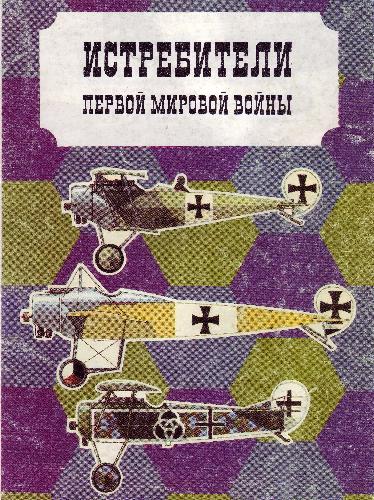 ИСТРЕБИТЕЛИ
ПЕРВОЙ МИРОВОЙ ВОЙНЫ